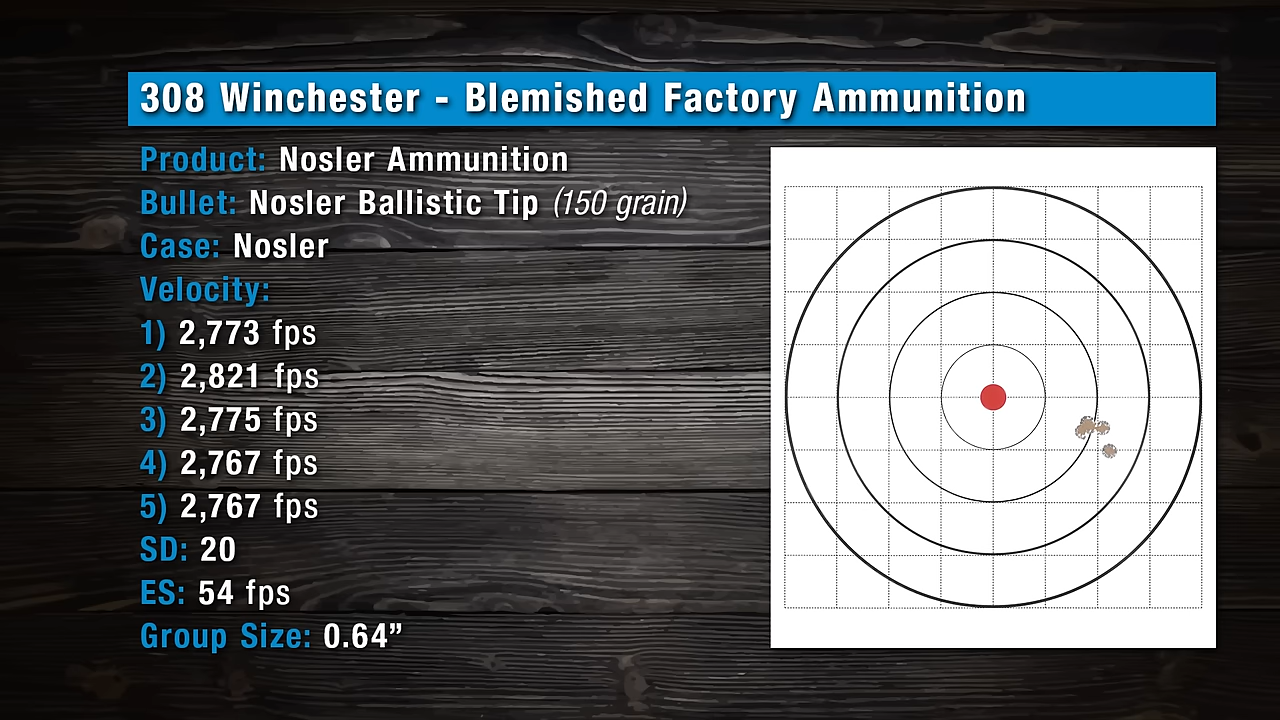 308 Winchester - Blemished Factory Ammunition
Product: Nosler Ammunition
Bullet: Nosler Ballistic Tip (150 grain)
Case: Nosler
Velocity:
1) 2,773 fps
2) 2,821 fps
3) 2,775 fps
4) 2,767 fps
5) 2,767 fps
SD: 20
ES: 54 fps
Group Size: 0.64”